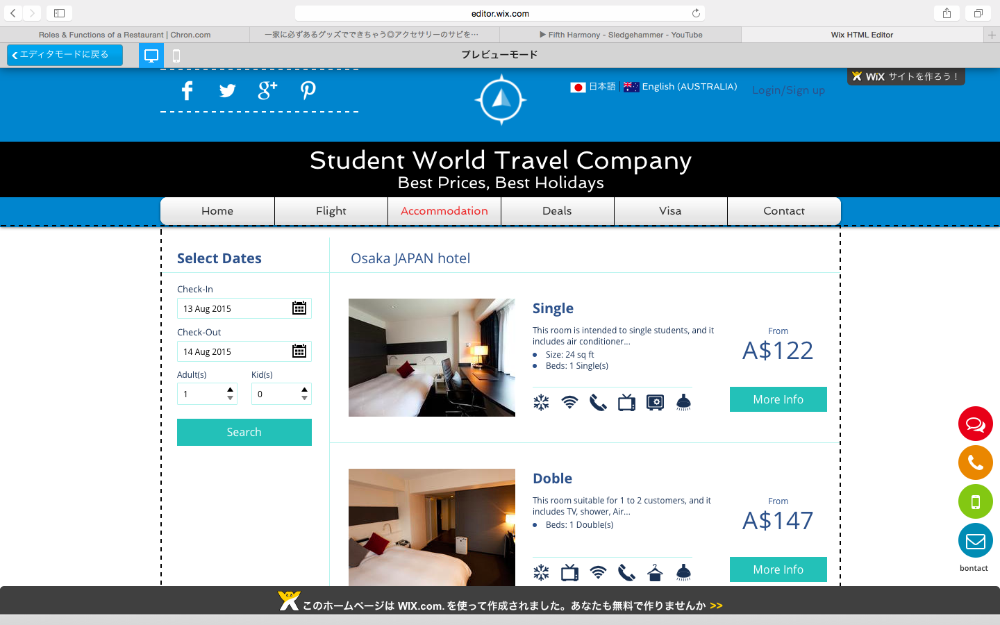 editor.wix.com
Roles & Functions of a Restaurant | Chron.com
一家に必ずあるグッズでできちゃう◎アクセサリーのサビを…
▶ Fifth Harmony - Sledgehammer - YouTube
Wix HTML Editor
エディタモードに戻る
プレビューモード
日本語 | English (AUSTRALIA)
Login/Sign up
WiX サイトを作ろう！
Student World Travel Company
Best Prices, Best Holidays
Home
Flight
Accommodation
Deals
Visa
Contact
Select Dates
Check-In
13 Aug 2015
Check-Out
14 Aug 2015
Adult(s)
Kid(s)
1
0
Search
Osaka JAPAN hotel
Single
This room is intended to single students, and it
includes air conditioner...
Size: 24 sq ft
Beds: 1 Single(s)
From
A$122
More Info
Doble
This room suitable for 1 to 2 customers, and it
includes TV, shower, Air...
Beds: 1 Double(s)
From
A$147
More Info
bontact
このホームページは WIX.com. を使って作成されました。あなたも無料で作りませんか >>